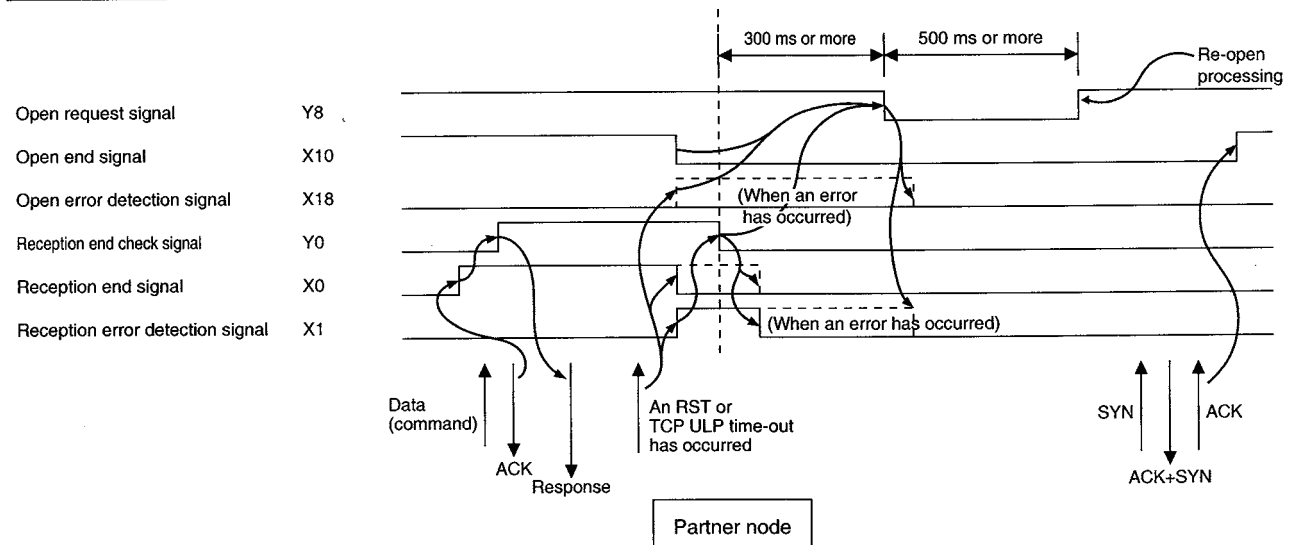 300 ms or more
500 ms or more
Re-open
processing
Open request signal Y8
Open end signal X10
Open error detection signal X18
(When an error
has occurred)
Reception end check signal Y0
Reception end signal X0
Reception error detection signal X1
(When an error has occurred)
Data
(command)
ACK
Response
An RST or
TCP ULP time-out
has occurred
SYN
ACK
ACK+SYN
Partner node